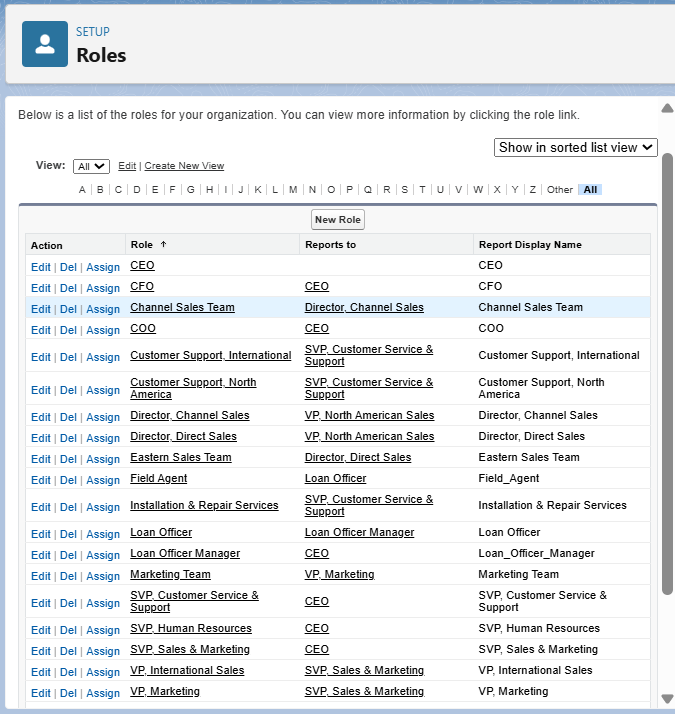 SETUP
Roles
Below is a list of the roles for your organization. You can view more information by clicking the role link.
Show in sorted list view
View: All Edit | Create New View
A | B | C | D | E | F | G | H | I | J | K | L | M | N | O | P | Q | R | S | T | U | V | W | X | Y | Z | Other All
New Role
Action Role ↑ Reports to Report Display Name
Edit | Del | Assign CEO CEO
Edit | Del | Assign CFO CEO CFO
Edit | Del | Assign Channel Sales Team Director, Channel Sales Channel Sales Team
Edit | Del | Assign COO CEO COO
Edit | Del | Assign Customer Support, International SVP, Customer Service & Support Customer Support, International
Edit | Del | Assign Customer Support, North America SVP, Customer Service & Support Customer Support, North America
Edit | Del | Assign Director, Channel Sales VP, North American Sales Director, Channel Sales
Edit | Del | Assign Director, Direct Sales VP, North American Sales Director, Direct Sales
Edit | Del | Assign Eastern Sales Team Director, Direct Sales Eastern Sales Team
Edit | Del | Assign Field Agent Loan Officer Field_Agent
Edit | Del | Assign Installation & Repair Services SVP, Customer Service & Support Installation & Repair Services
Edit | Del | Assign Loan Officer Loan Officer Manager Loan Officer
Edit | Del | Assign Loan Officer Manager CEO Loan_Officer_Manager
Edit | Del | Assign Marketing Team VP, Marketing Marketing Team
Edit | Del | Assign SVP, Customer Service & Support CEO SVP, Customer Service & Support
Edit | Del | Assign SVP, Human Resources CEO SVP, Human Resources
Edit | Del | Assign SVP, Sales & Marketing CEO SVP, Sales & Marketing
Edit | Del | Assign VP, International Sales SVP, Sales & Marketing VP, International Sales
Edit | Del | Assign VP, Marketing SVP, Sales & Marketing VP, Marketing